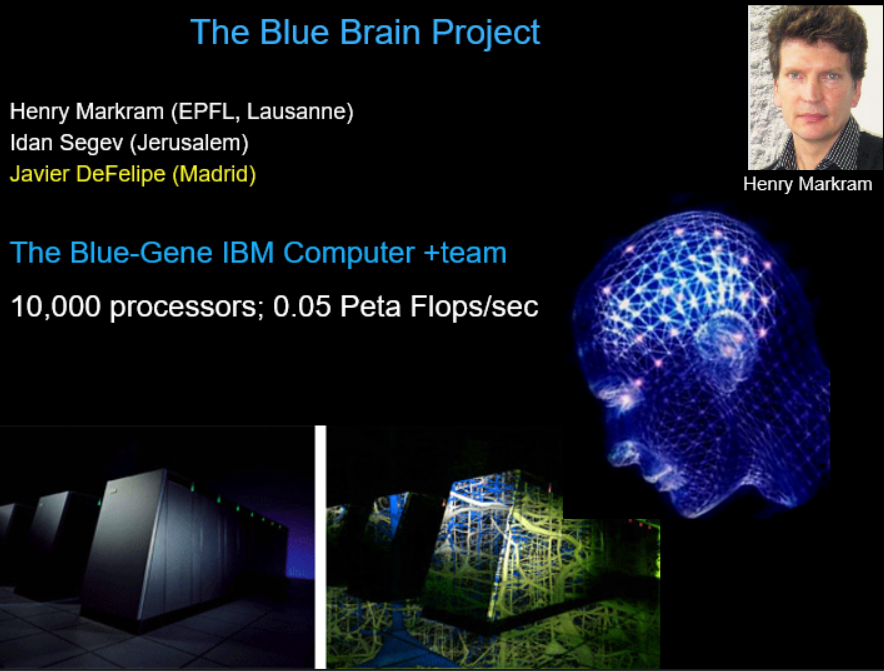 The Blue Brain Project
Henry Markram (EPFL, Lausanne)
Idan Segev (Jerusalem)
Javier DeFelipe (Madrid)
Henry Markram
The Blue-Gene IBM Computer +team
10,000 processors; 0.05 Peta Flops/sec